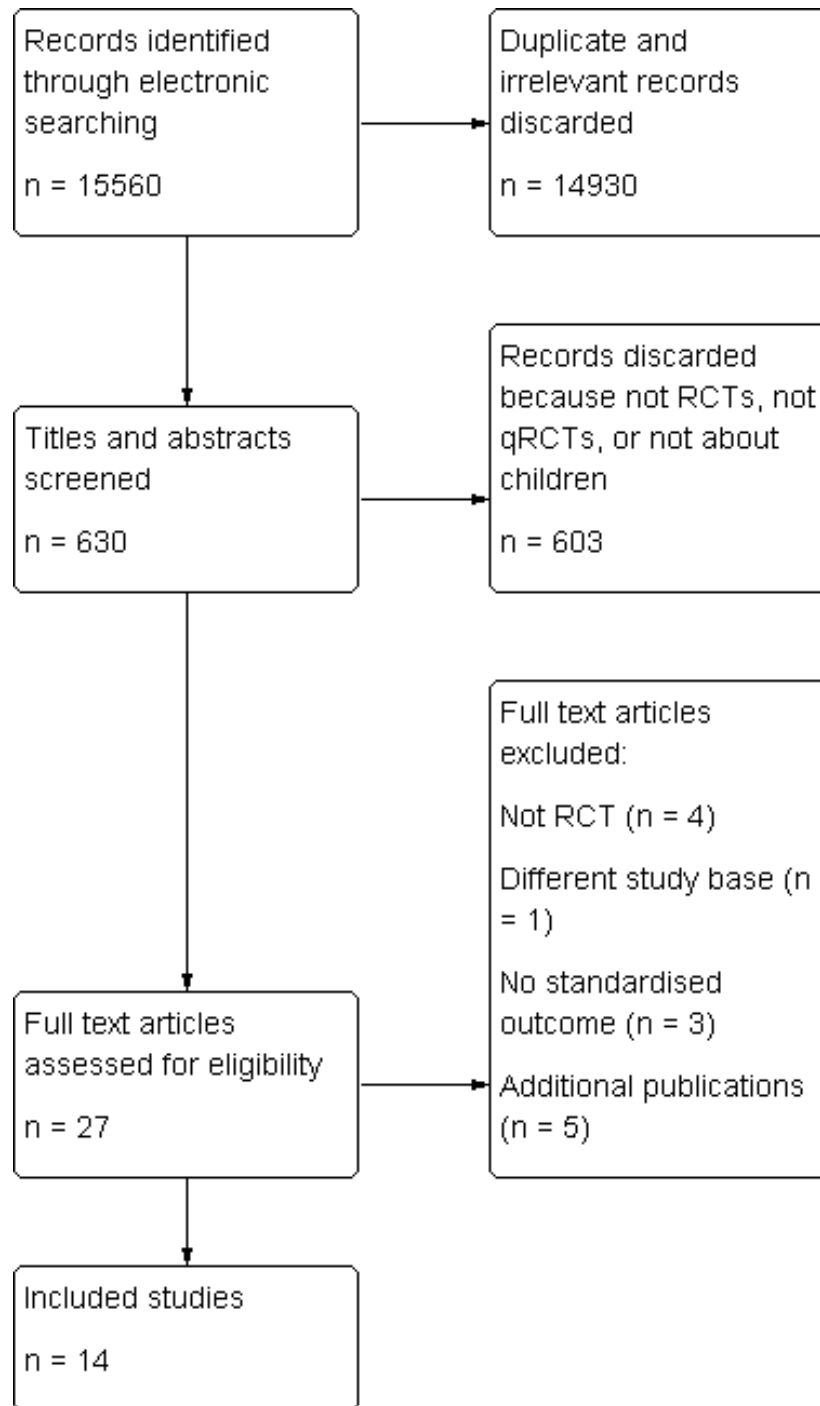 Records identified
through electronic
searching
n = 15560
Duplicate and
irrelevant records
discarded
n = 14930
Titles and abstracts
screened
n = 630
Records discarded
because not RCTs, not
qRCTs, or not about
children
n = 603
Full text articles
assessed for eligibility
n = 27
Full text articles
excluded:
Not RCT (n = 4)
Different study base (n
= 1)
No standardised
outcome (n = 3)
Additional publications
(n = 5)
Included studies
n = 14